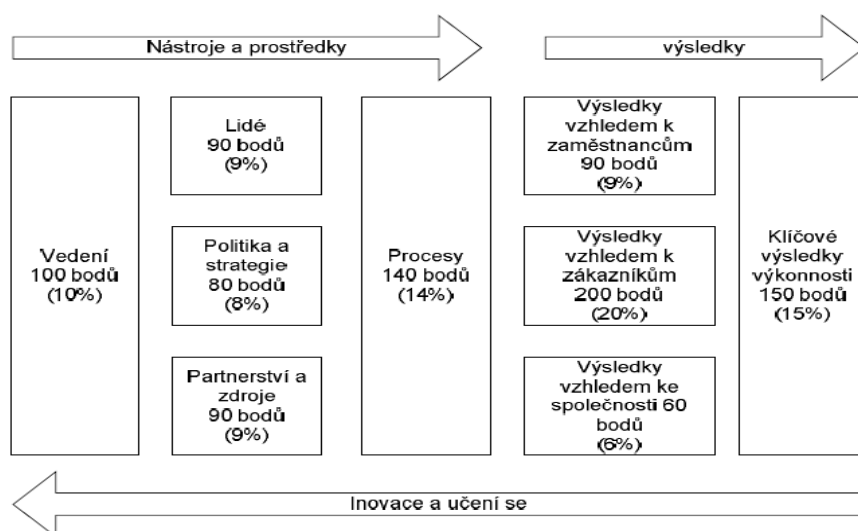 Nástroje a prostředky
výsledky
Vedení
100 bodů
(10%)
Lidé
90 bodů
(9%)
Politika a
strategie
80 bodů
(8%)
Partnerství a
zdroje
90 bodů
(9%)
Procesy
140 bodů
(14%)
Výsledky
vzhledem k
zaměstnancům
90 bodů
(9%)
Výsledky
vzhledem k
zákazníkům
200 bodů
(20%)
Výsledky
vzhledem ke
společnosti 60
bodů
(6%)
Klíčové
výsledky
výkonnosti
150 bodů
(15%)
Inovace a učení se